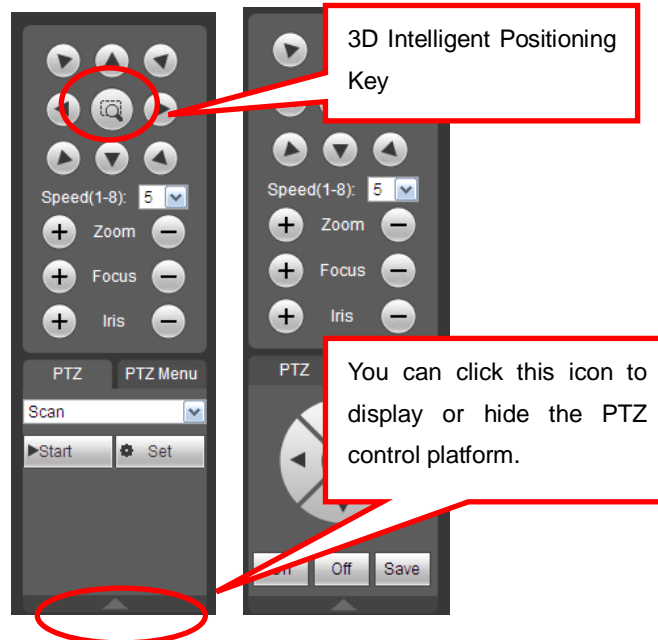 3D Intelligent Positioning
Key
Speed(1-8): 5
Zoom
Focus
Iris
PTZ PTZ Menu
Scan
Start Set
Speed(1-8): 5
Zoom
Focus
Iris
PTZ
You can click this icon to
display or hide the PTZ
control platform.
Off Save